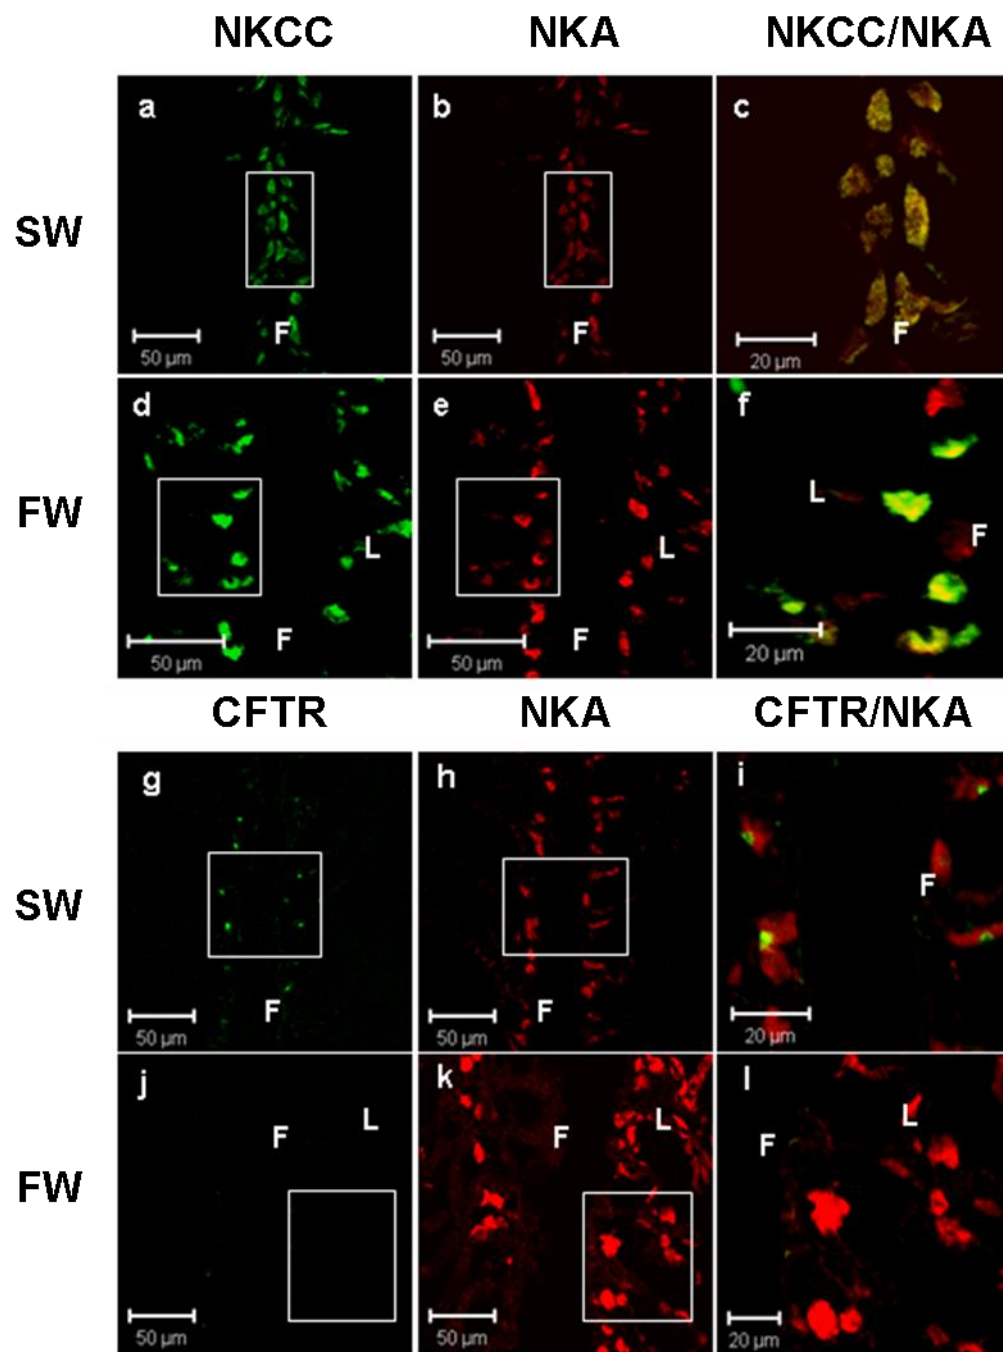 NKCC NKA NKCC/NKA
a b c
SW
F F F
50 µm 50 µm 20 µm
d e f
FW
L L L F
F F
50 µm 50 µm 20 µm
CFTR NKA CFTR/NKA
g h i
SW
F F F
50 µm 50 µm 20 µm
j k l
F L F L F L
FW
50 µm 50 µm 20 µm